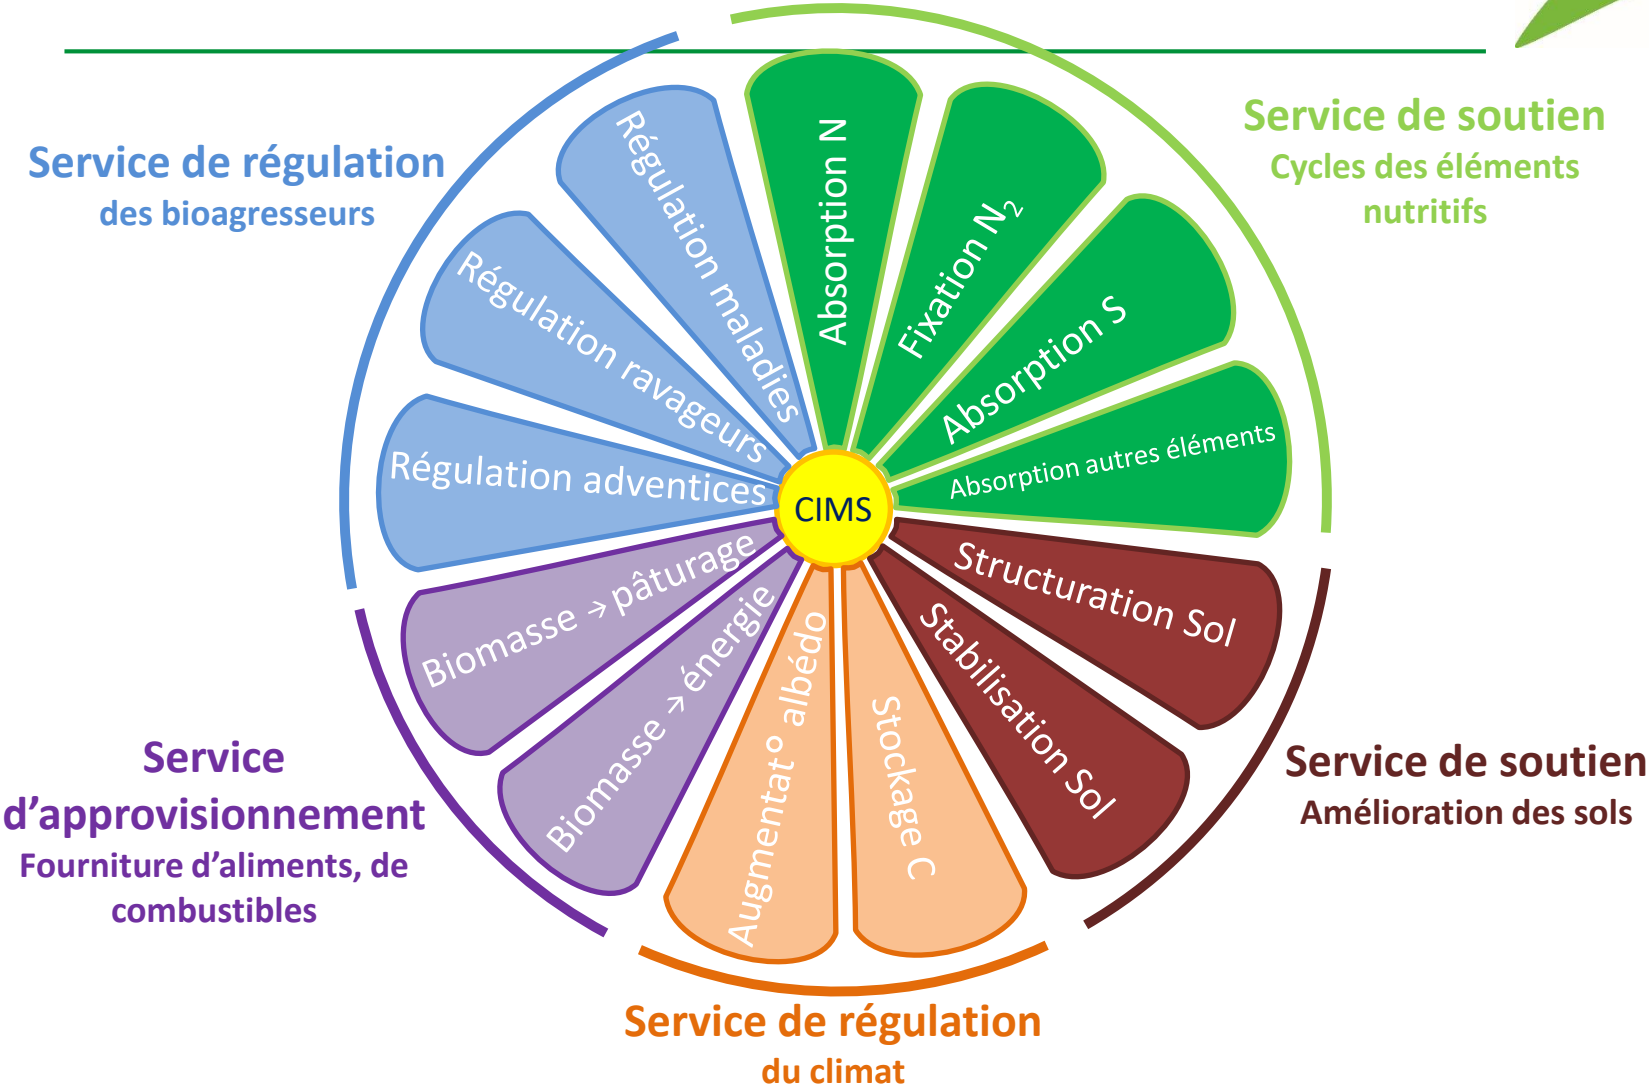 Service de soutien
Cycles des éléments
nutritifs
Absorption N
Fixation N₂
Absorption S
Absorption autres éléments
Service de soutien
Amélioration des sols
Structuration Sol
Stabilisation Sol
Service de régulation
du climat
Stockage C
Augmentat° albédo
Service
d’approvisionnement
Fourniture d’aliments, de
combustibles
Biomasse → énergie
Biomasse → pâturage
Service de régulation
des bioagresseurs
Régulation adventices
Régulation ravageurs
Régulation maladies
CIMS